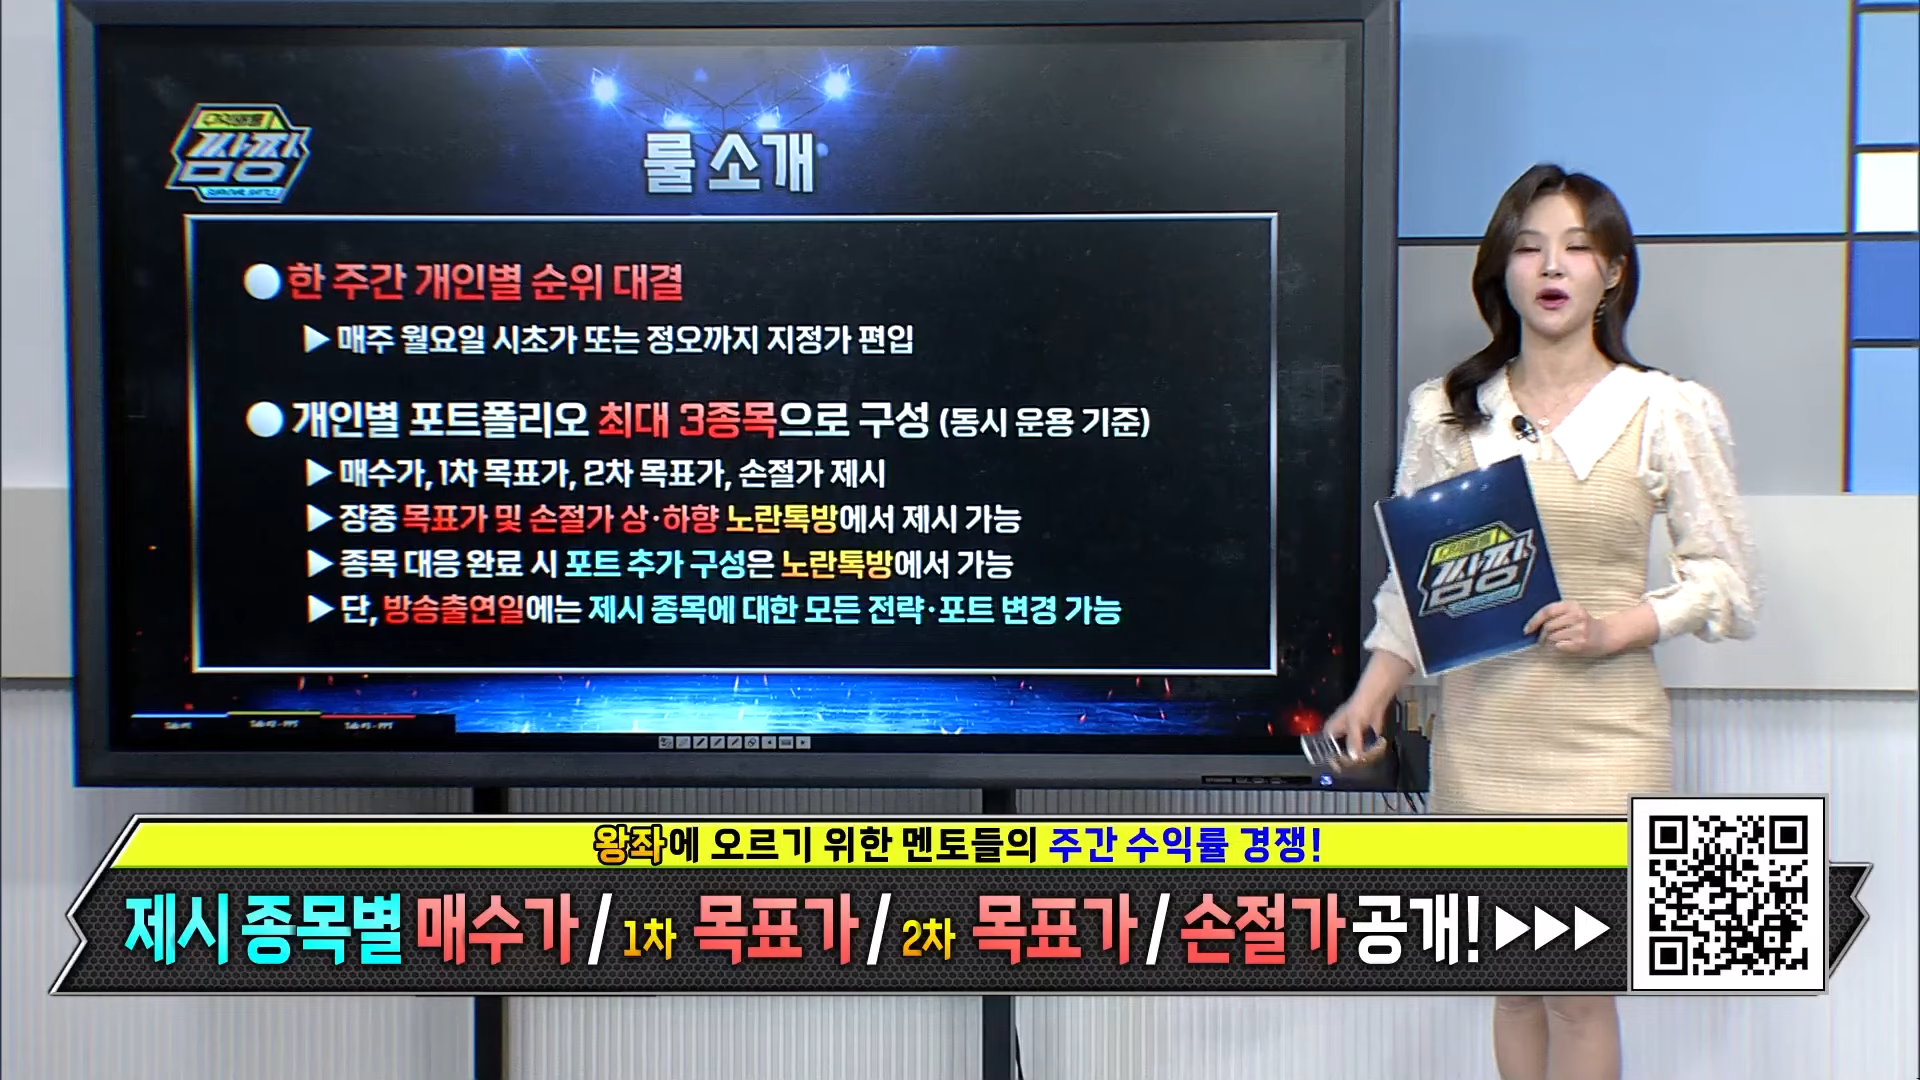 짬짱
룰 소개
한 주간 개인별 순위 대결
▶ 매주 월요일 시초가 또는 정오까지 지정가 편입
개인별 포트폴리오 최대 3종목으로 구성 (동시 운용 기준)
▶ 매수가, 1차 목표가, 2차 목표가, 손절가 제시
▶ 장중 목표가 및 손절가 상·하향 노란톡방에서 제시 가능
▶ 종목 대응 완료 시 포트 추가 구성은 노란톡방에서 가능
▶ 단, 방송출연일에는 제시 종목에 대한 모든 전략·포트 변경 가능
짬짱
왕좌에 오르기 위한 멘토들의 주간 수익률 경쟁!
제시 종목별 매수가 / 1차 목표가 / 2차 목표가 / 손절가 공개! ▶▶▶